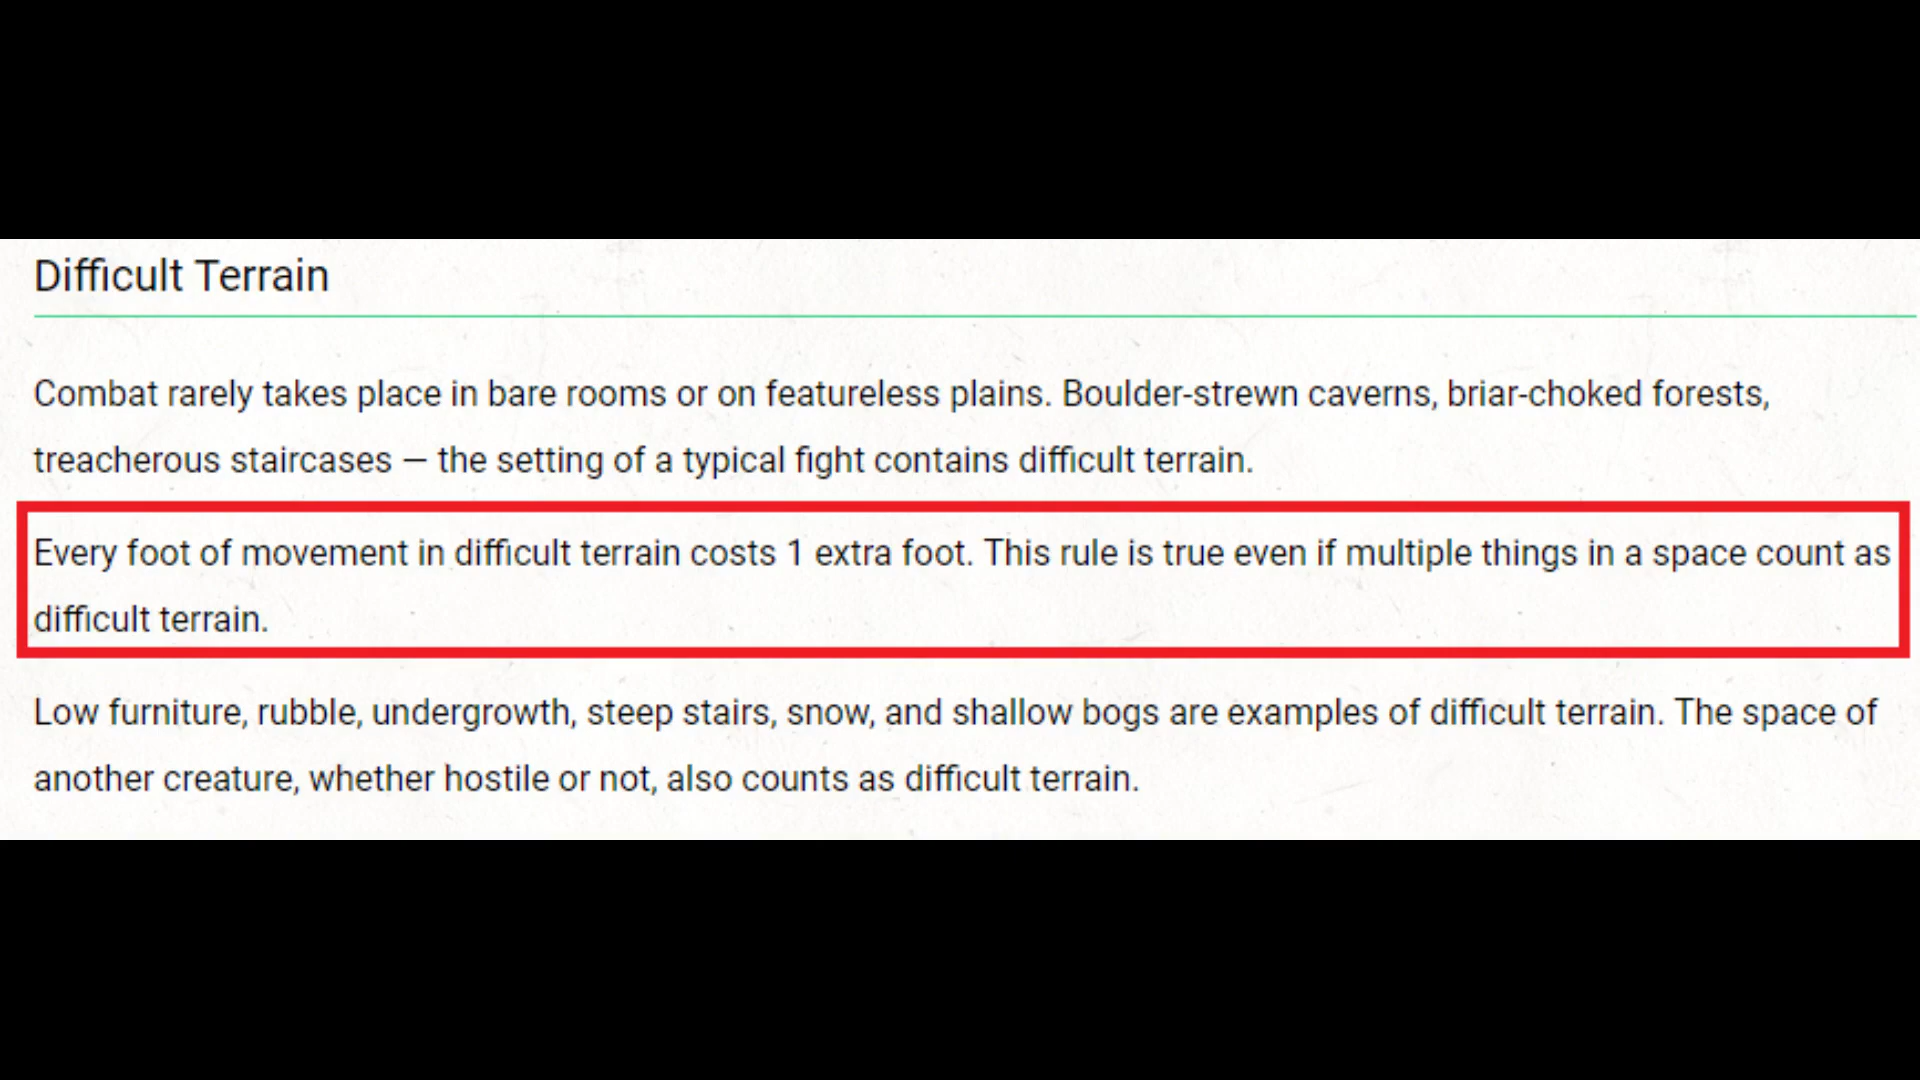 Difficult Terrain
Combat rarely takes place in bare rooms or on featureless plains. Boulder-strewn caverns, briar-choked forests,
treacherous staircases — the setting of a typical fight contains difficult terrain.
Every foot of movement in difficult terrain costs 1 extra foot. This rule is true even if multiple things in a space count as
difficult terrain.
Low furniture, rubble, undergrowth, steep stairs, snow, and shallow bogs are examples of difficult terrain. The space of
another creature, whether hostile or not, also counts as difficult terrain.